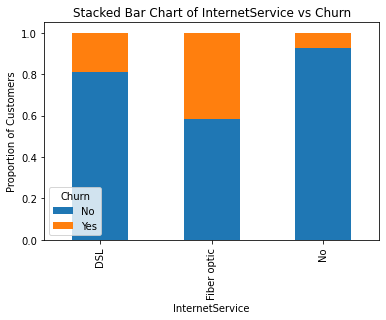 Stacked Bar Chart of InternetService vs Churn
Proportion of Customers
1.0
0.8
0.6
0.4
0.2
0.0
Churn
No
Yes
DSL
Fiber optic
No
InternetService